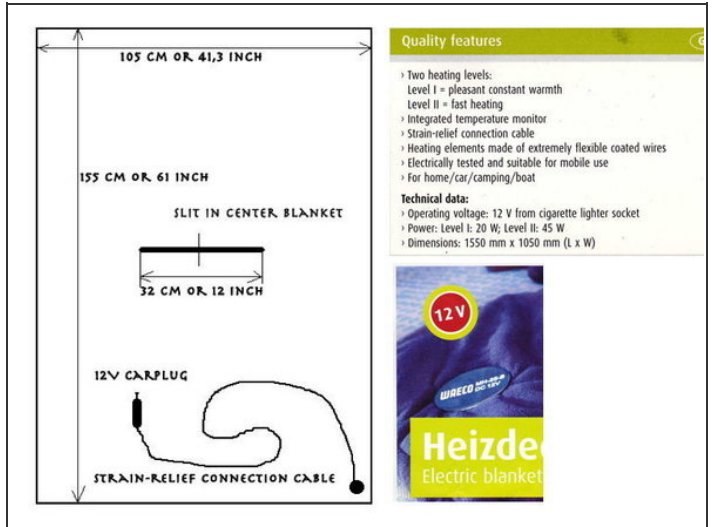 105 CM OR 41,3 INCH
155 CM OR 61 INCH
SLIT IN CENTER BLANKET
32 CM OR 12 INCH
12V CARPLUG
STRAIN-RELIEF CONNECTION CABLE
Quality features
› Two heating levels:
Level I = pleasant constant warmth
Level II = fast heating
› Integrated temperature monitor
› Strain-relief connection cable
› Heating elements made of extremely flexible coated wires
› Electrically tested and suitable for mobile use
› For home/car/camping/boat
Technical data:
› Operating voltage: 12 V from cigarette lighter socket
› Power: Level I: 20 W; Level II: 45 W
› Dimensions: 1550 mm x 1050 mm (L x W)
12 V
WAECO
DC 12V
Heizde
Electric blanket